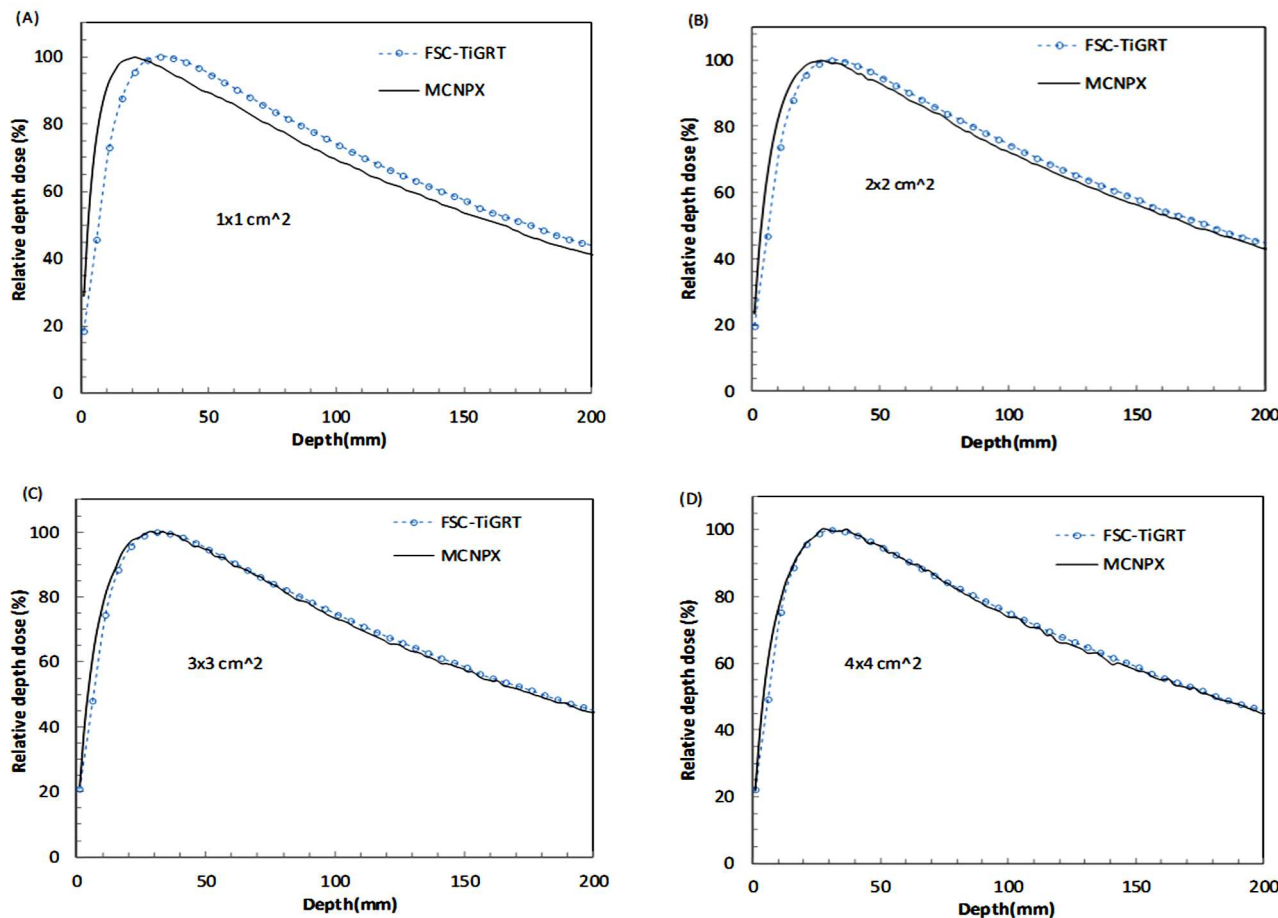 (A)
FSC-TiGRT
MCNPX
1x1 cm^2
Relative depth dose (%)
100
80
60
40
20
0
0 50 100 150 200
Depth(mm)
(B)
FSC-TiGRT
MCNPX
2x2 cm^2
Relative depth dose (%)
100
80
60
40
20
0
0 50 100 150 200
Depth(mm)
(C)
FSC-TiGRT
MCNPX
3x3 cm^2
Relative depth dose (%)
100
80
60
40
20
0
0 50 100 150 200
Depth(mm)
(D)
FSC-TiGRT
MCNPX
4x4 cm^2
Relative depth dose (%)
100
80
60
40
20
0
0 50 100 150 200
Depth(mm)